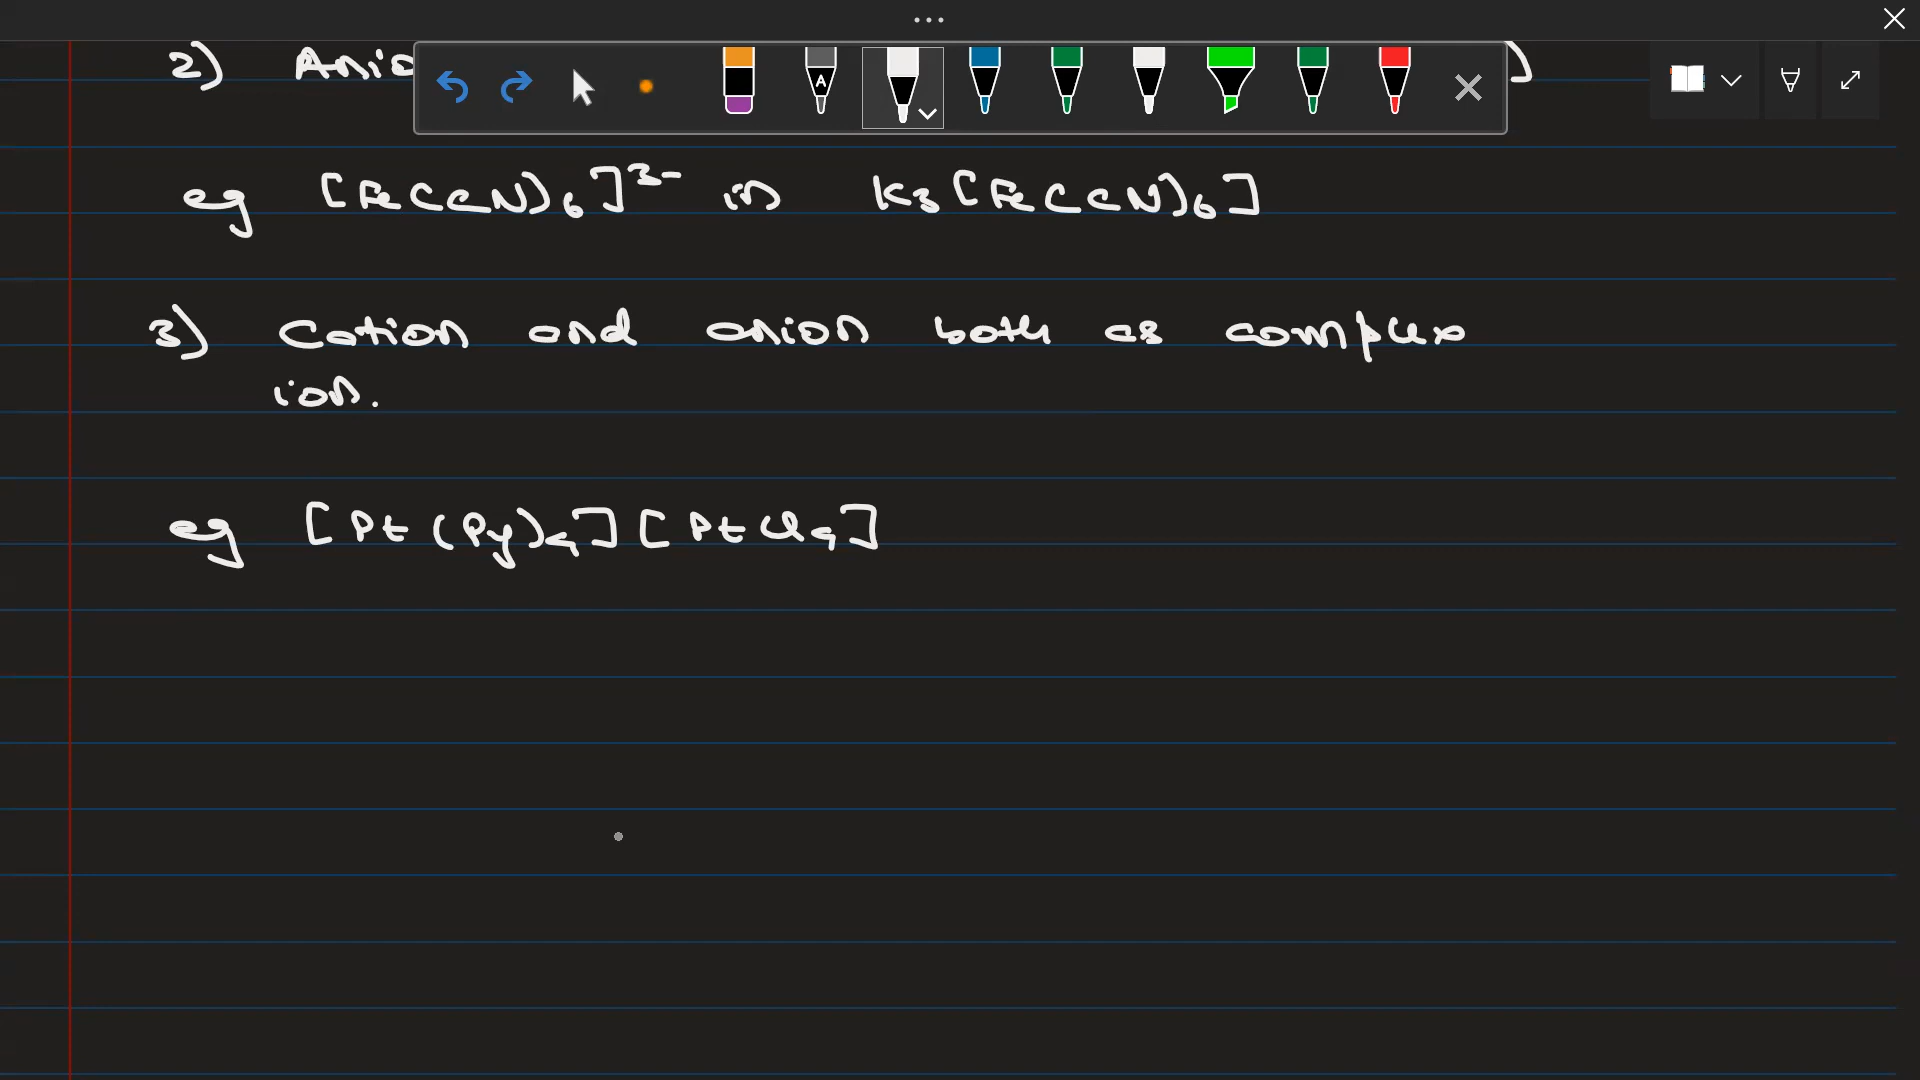 2) Anio )
eg [Fe(CN)6]3- in K3[Fe(CN)6]
3) Cation and anion both as complex
ion.
eg [Pt(Py)4][PtCl4]